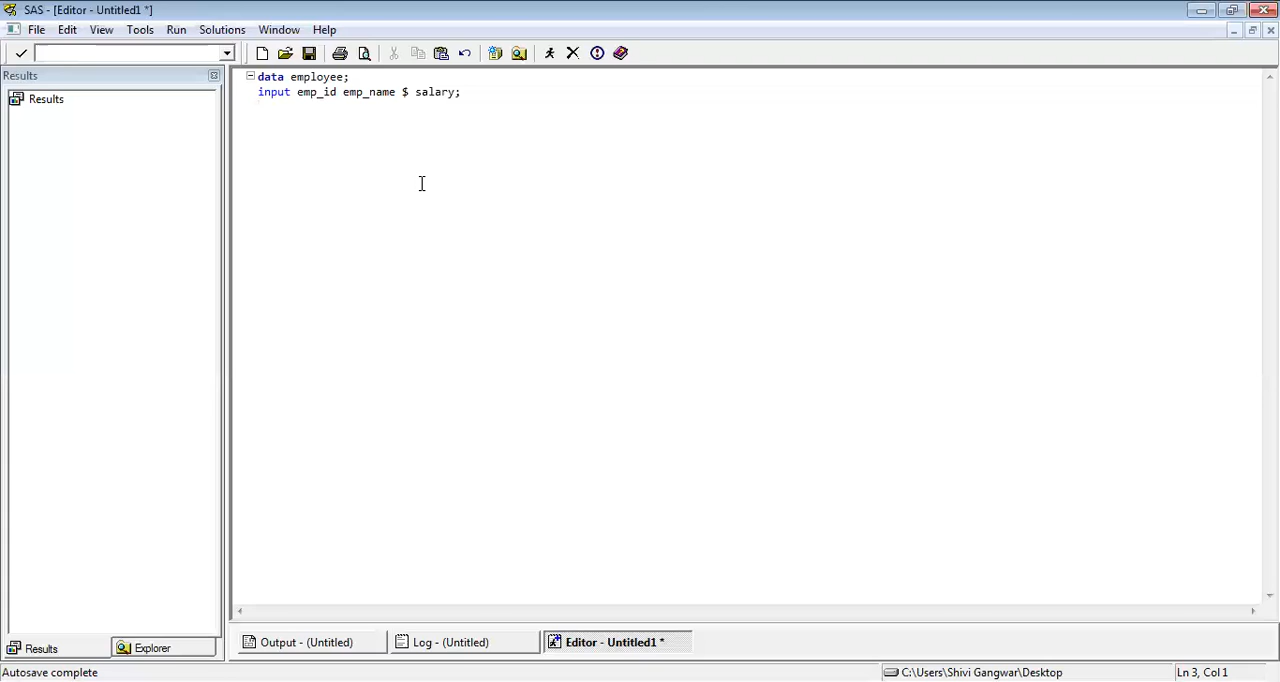 SAS - [Editor - Untitled1 *]
File Edit View Tools Run Solutions Window Help
Results
Results
data employee;
input emp_id emp_name $ salary;
Results Explorer
Output - (Untitled) Log - (Untitled) Editor - Untitled1 *
Autosave complete C:\Users\Shivi Gangwar\Desktop Ln 3, Col 1